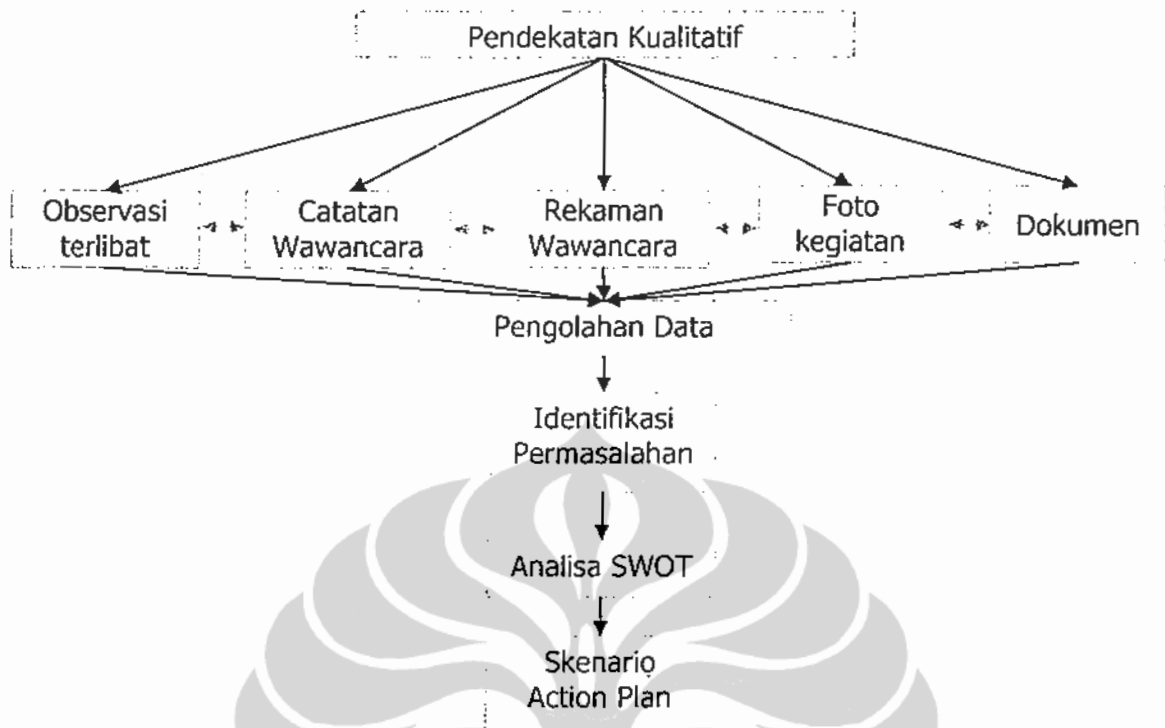 Pendekatan Kualitatif
Observasi
terlibat
Catatan
Wawancara
Rekaman
Wawancara
Foto
kegiatan
Dokumen
Pengolahan Data
Identifikasi
Permasalahan
Analisa SWOT
Skenario
Action Plan